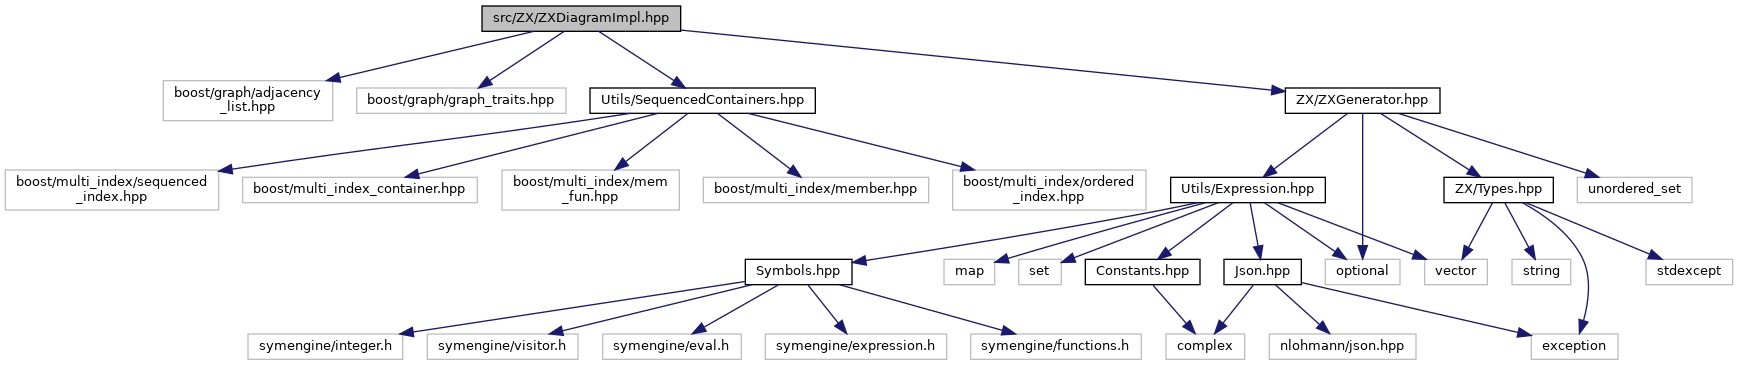 src/ZX/ZXDiagramImpl.hpp
boost/graph/adjacency
_list.hpp
boost/graph/graph_traits.hpp
Utils/SequencedContainers.hpp
ZX/ZXGenerator.hpp
boost/multi_index/sequenced
_index.hpp
boost/multi_index_container.hpp
boost/multi_index/mem
_fun.hpp
boost/multi_index/member.hpp
boost/multi_index/ordered
_index.hpp
Utils/Expression.hpp
ZX/Types.hpp
unordered_set
Symbols.hpp
map
set
Constants.hpp
Json.hpp
optional
vector
string
stdexcept
symengine/integer.h
symengine/visitor.h
symengine/eval.h
symengine/expression.h
symengine/functions.h
complex
nlohmann/json.hpp
exception